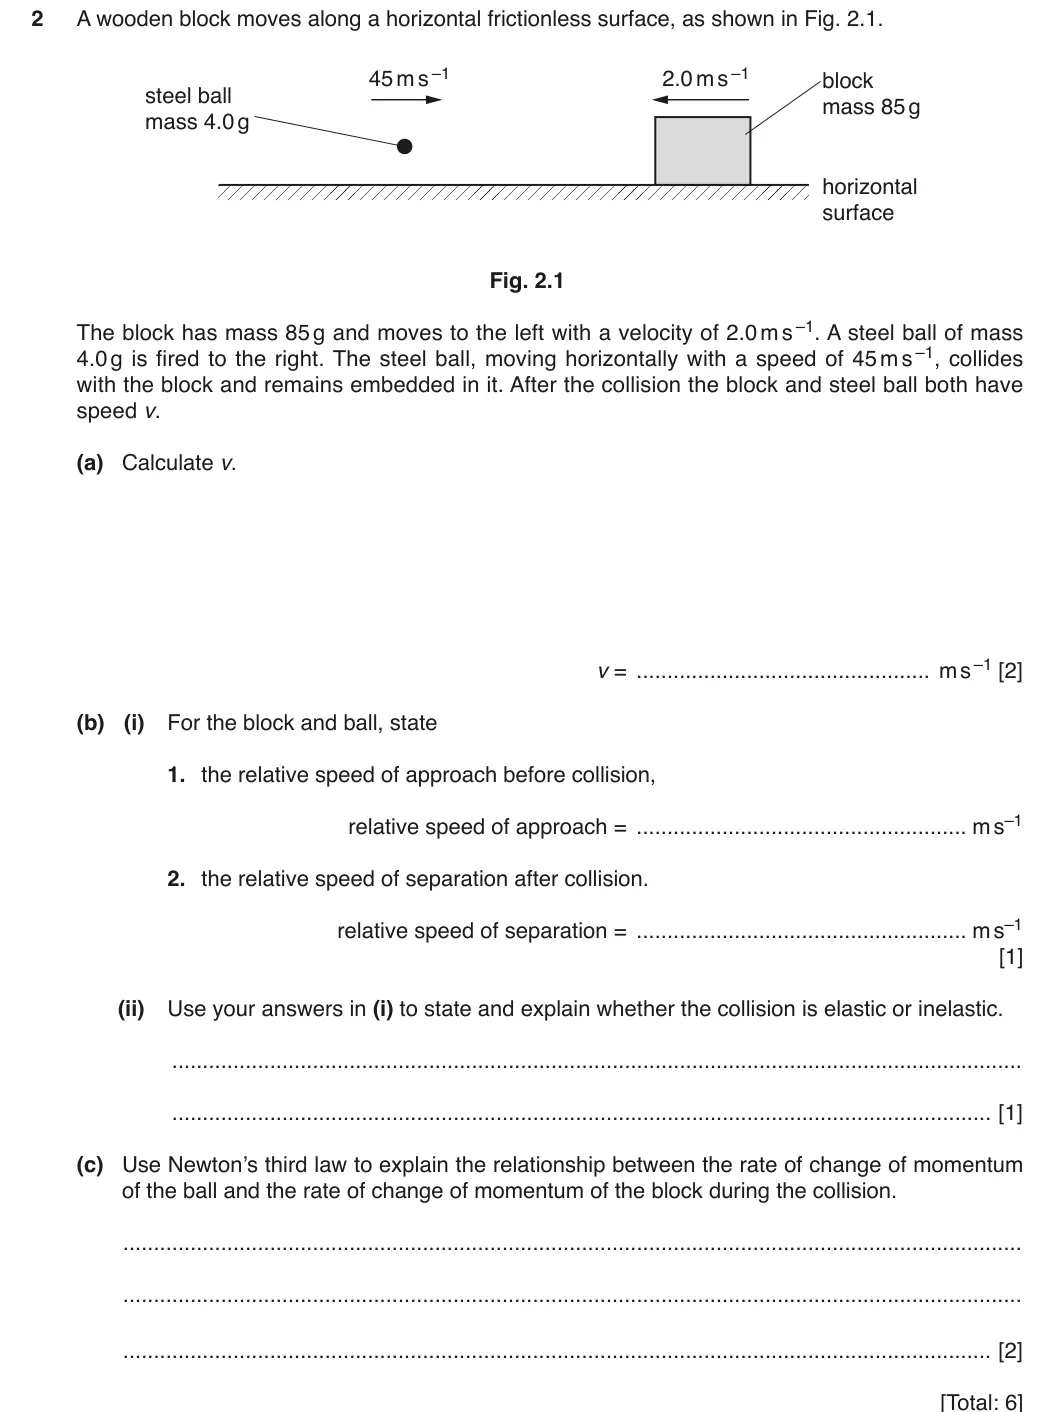 2 A wooden block moves along a horizontal frictionless surface, as shown in Fig. 2.1.
45 m s⁻¹
2.0 m s⁻¹
steel ball
mass 4.0 g
block
mass 85 g
horizontal
surface
Fig. 2.1
The block has mass 85 g and moves to the left with a velocity of 2.0 m s⁻¹. A steel ball of mass
4.0 g is fired to the right. The steel ball, moving horizontally with a speed of 45 m s⁻¹, collides
with the block and remains embedded in it. After the collision the block and steel ball both have
speed v.
(a) Calculate v.
v = ................................................ m s⁻¹ [2]
(b) (i) For the block and ball, state
1. the relative speed of approach before collision,
relative speed of approach = ...................................................... m s⁻¹
2. the relative speed of separation after collision.
relative speed of separation = ...................................................... m s⁻¹
[1]
(ii) Use your answers in (i) to state and explain whether the collision is elastic or inelastic.
...........................................................................................................................................
...................................................................................................................................... [1]
(c) Use Newton’s third law to explain the relationship between the rate of change of momentum
of the ball and the rate of change of momentum of the block during the collision.
...................................................................................................................................................
...................................................................................................................................................
.............................................................................................................................................. [2]
[Total: 6]